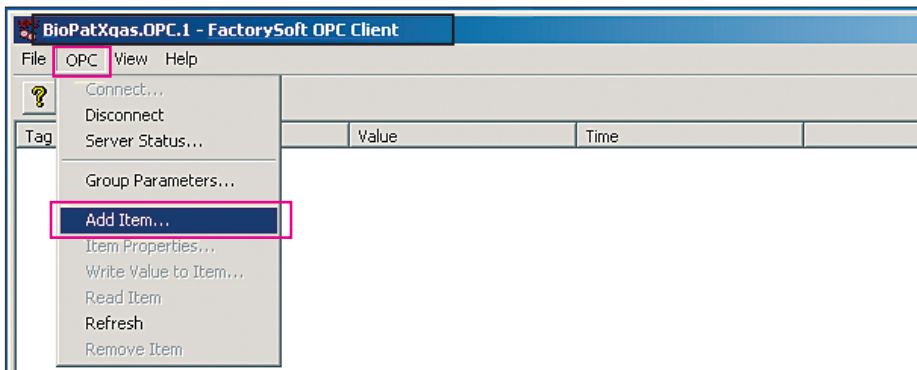 BioPatXgas.OPC.1 - FactorySoft OPC Client
File OPC View Help
Connect...
Disconnect
Tag Value Time
Server Status...
Group Parameters...
Add Item...
Item Properties...
Write Value to Item...
Read Item
Refresh
Remove Item